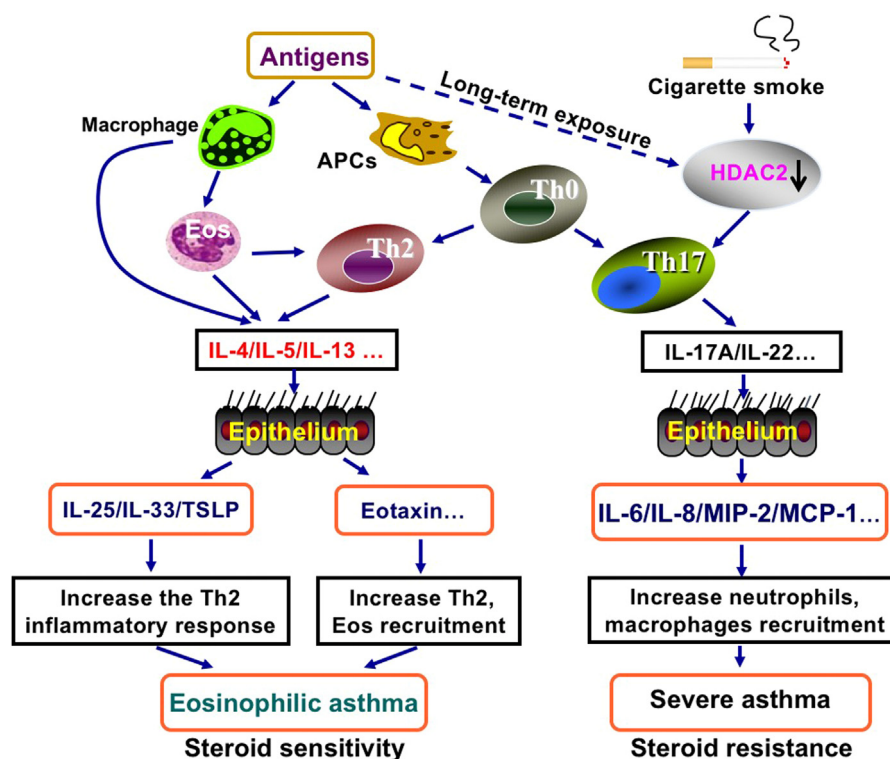 Antigens
Long-term exposure
Cigarette smoke
Macrophage
APCs
HDAC2
Eos
Th0
Th2
Th17
IL-4/IL-5/IL-13 ...
IL-17A/IL-22...
Epithelium
Epithelium
IL-25/IL-33/TSLP
Eotaxin...
IL-6/IL-8/MIP-2/MCP-1...
Increase the Th2
inflammatory response
Increase Th2,
Eos recruitment
Increase neutrophils,
macrophages recruitment
Eosinophilic asthma
Severe asthma
Steroid sensitivity
Steroid resistance